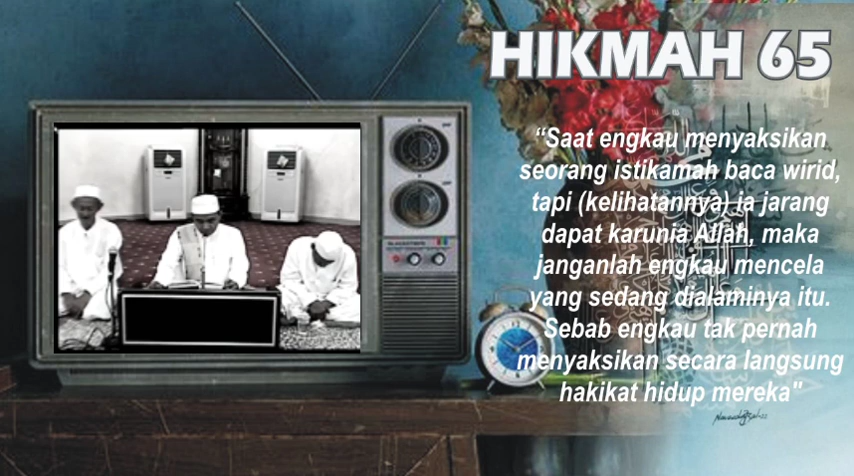 HIKMAH 65
“Saat engkau menyaksikan
seorang istikamah baca wirid,
tapi (kelihatannya) ia jarang
dapat karunia Allah, maka
janganlah engkau mencela
yang sedang dialaminya itu.
Sebab engkau tak pernah
menyaksikan secara langsung
hakikat hidup mereka"